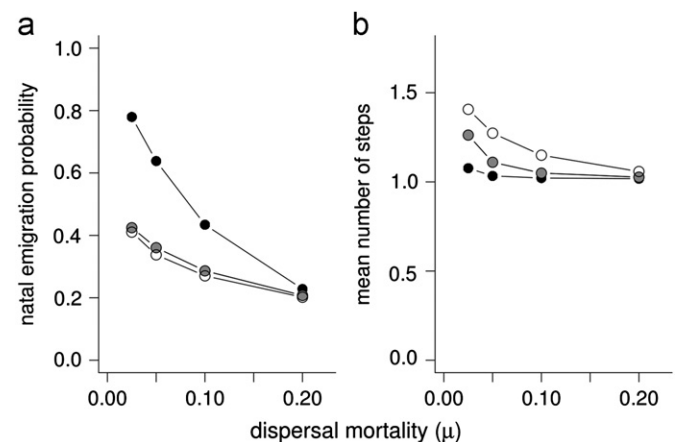 a
b
natal emigration probability
1.0
0.8
0.6
0.4
0.2
0.0
0.00 0.10 0.20
mean number of steps
1.5
1.0
0.5
0.0
0.00 0.10 0.20
dispersal mortality (μ)